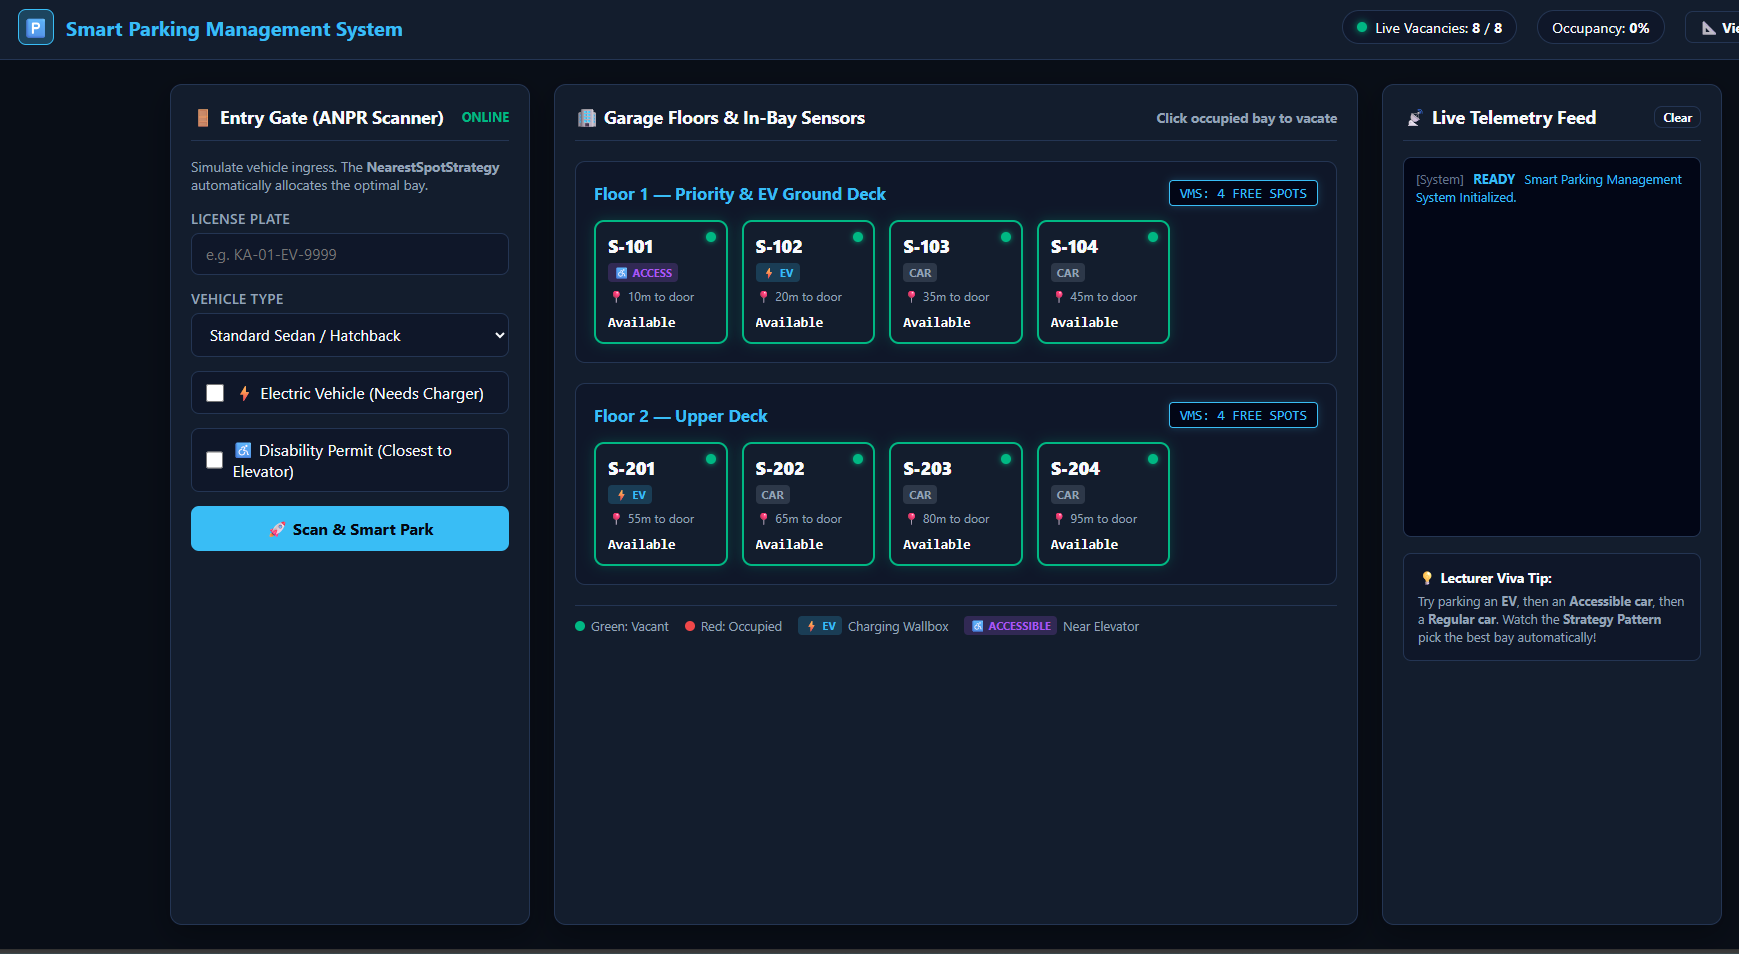 P
Smart Parking Management System
Live Vacancies: 8 / 8
Occupancy: 0%
Entry Gate (ANPR Scanner)
ONLINE
Simulate vehicle ingress. The NearestSpotStrategy
automatically allocates the optimal bay.
LICENSE PLATE
e.g. KA-01-EV-9999
VEHICLE TYPE
Standard Sedan / Hatchback
Electric Vehicle (Needs Charger)
Disability Permit (Closest to
Elevator)
Scan & Smart Park
Garage Floors & In-Bay Sensors
Click occupied bay to vacate
Floor 1 — Priority & EV Ground Deck
VMS: 4 FREE SPOTS
S-101
ACCESS
10m to door
Available
S-102
EV
20m to door
Available
S-103
CAR
35m to door
Available
S-104
CAR
45m to door
Available
Floor 2 — Upper Deck
VMS: 4 FREE SPOTS
S-201
EV
55m to door
Available
S-202
CAR
65m to door
Available
S-203
CAR
80m to door
Available
S-204
CAR
95m to door
Available
Green: Vacant
Red: Occupied
EV
Charging Wallbox
ACCESSIBLE
Near Elevator
Live Telemetry Feed
Clear
[System] READY Smart Parking Management
System Initialized.
Lecturer Viva Tip:
Try parking an EV, then an Accessible car, then
a Regular car. Watch the Strategy Pattern
pick the best bay automatically!